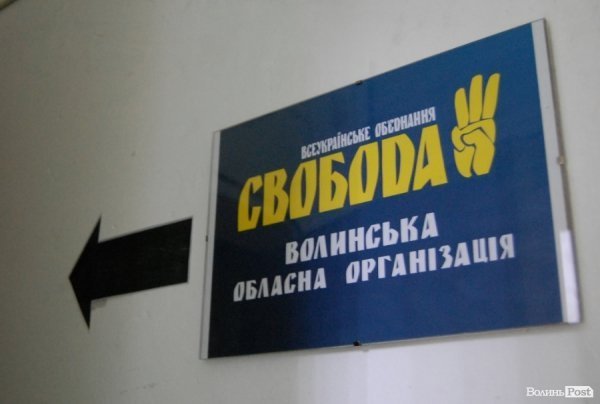 ВСЕУКРАЇНСЬКЕ ОБ'ЄДНАННЯ
СВОБОДА
ВОЛИНСЬКА
ОБЛАСНА ОРГАНІЗАЦІЯ
Волинь Post